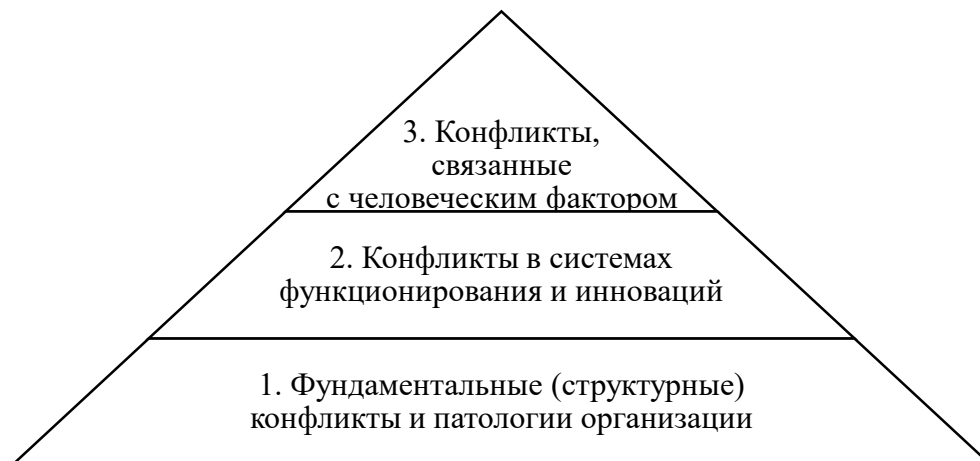 3. Конфликты,
связанные
с человеческим фактором
2. Конфликты в системах
функционирования и инноваций
1. Фундаментальные (структурные)
конфликты и патологии организации